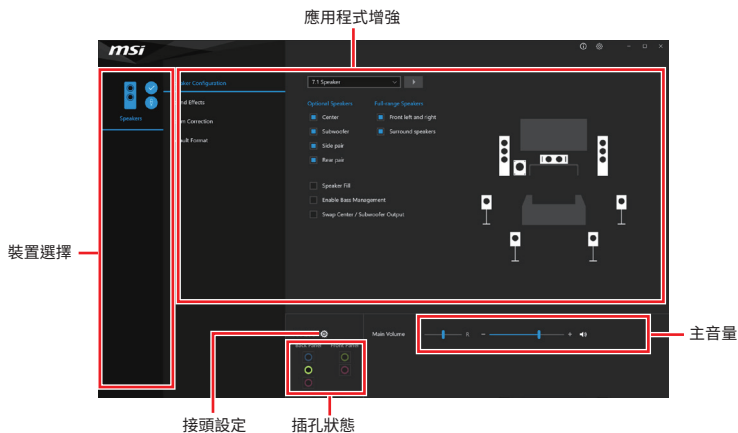 應用程式增強
msi
Speakers
ker Configuration
nd Effects
m Correction
ault Format
7.1 Speaker
Optional Speakers
Center
Subwoofer
Side pair
Rear pair
Full-range Speakers
Front left and right
Surround speakers
Speaker Fill
Enable Bass Management
Swap Center / Subwoofer Output
裝置選擇
Main Volume
R
主音量
Back Panel
Front Panel
接頭設定
插孔狀態